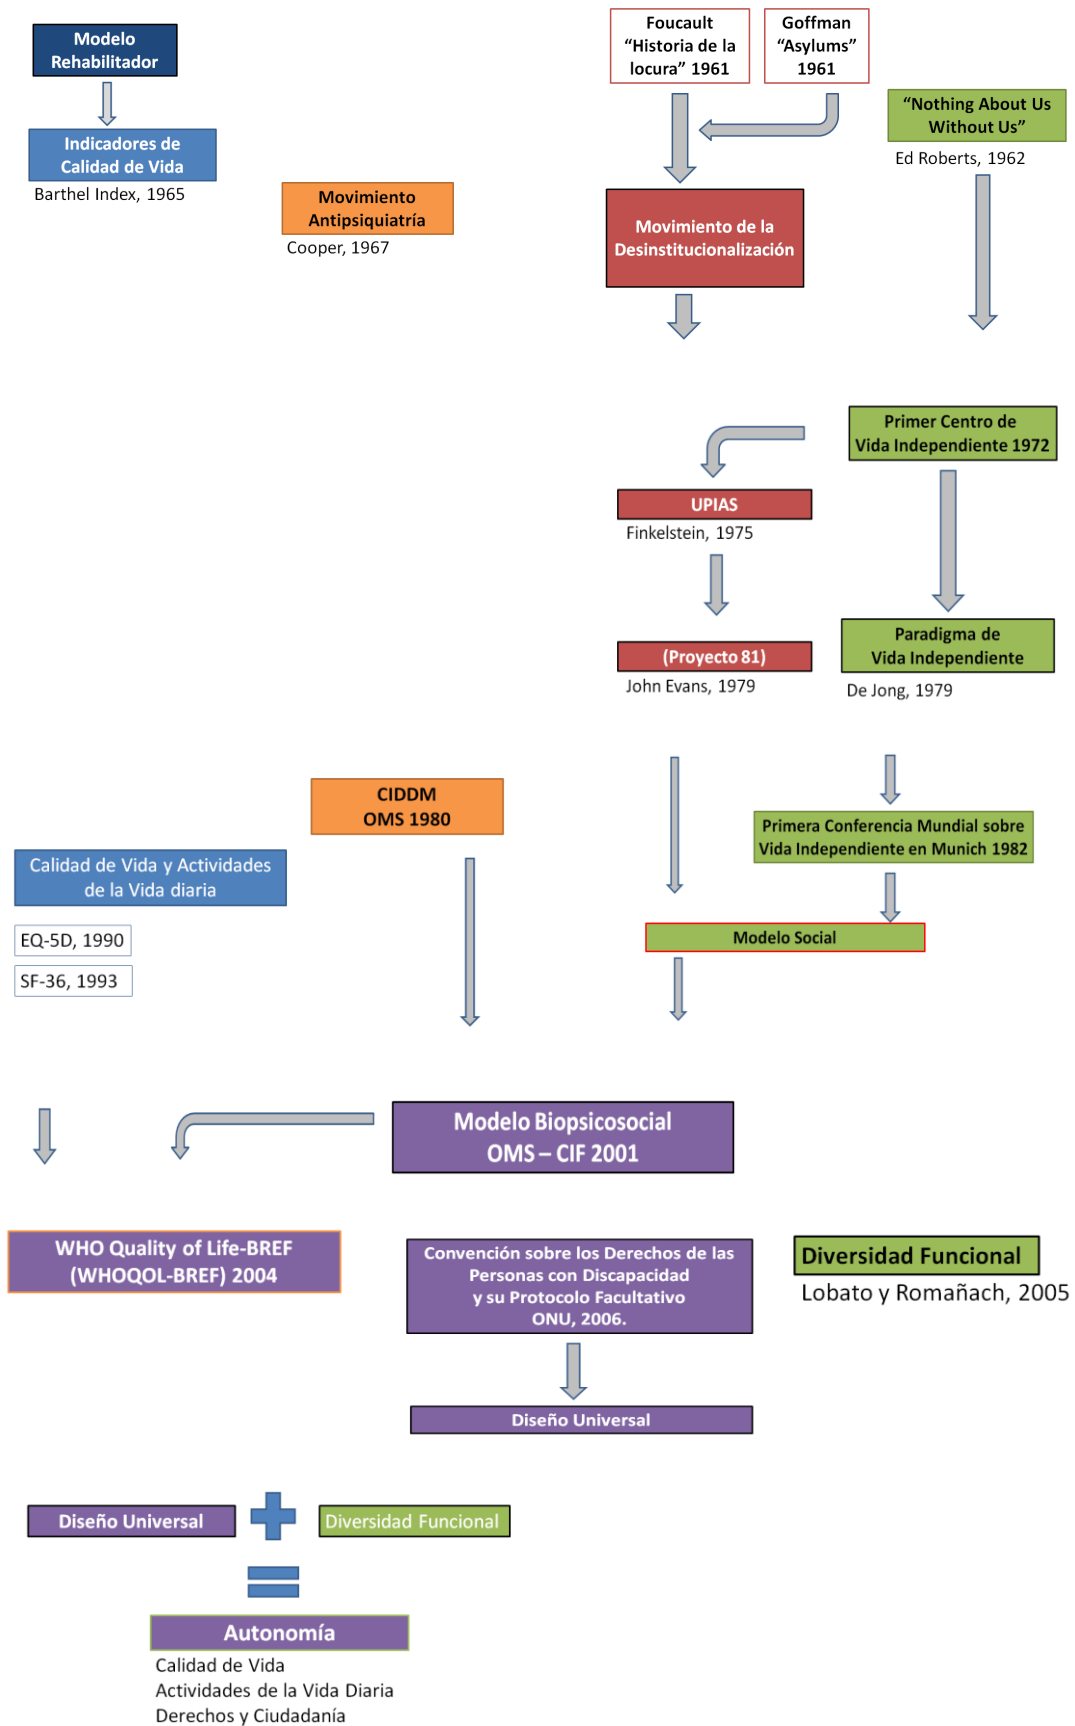 Modelo
Rehabilitador
Foucault
“Historia de la
locura” 1961
Goffman
“Asylums”
1961
“Nothing About Us
Without Us”
Ed Roberts, 1962
Indicadores de
Calidad de Vida
Barthel Index, 1965
Movimiento
Antipsiquiatría
Cooper, 1967
Movimiento de la
Desinstitucionalización
Primer Centro de
Vida Independiente 1972
UPIAS
Finkelstein, 1975
(Proyecto 81)
John Evans, 1979
Paradigma de
Vida Independiente
De Jong, 1979
CIDDM
OMS 1980
Primera Conferencia Mundial sobre
Vida Independiente en Munich 1982
Calidad de Vida y Actividades
de la Vida diaria
EQ-5D, 1990
SF-36, 1993
Modelo Social
Modelo Biopsicosocial
OMS – CIF 2001
WHO Quality of Life-BREF
(WHOQOL-BREF) 2004
Convención sobre los Derechos de las
Personas con Discapacidad
y su Protocolo Facultativo
ONU, 2006.
Diversidad Funcional
Lobato y Romañach, 2005
Diseño Universal
Diseño Universal
Diversidad Funcional
Autonomía
Calidad de Vida
Actividades de la Vida Diaria
Derechos y Ciudadanía